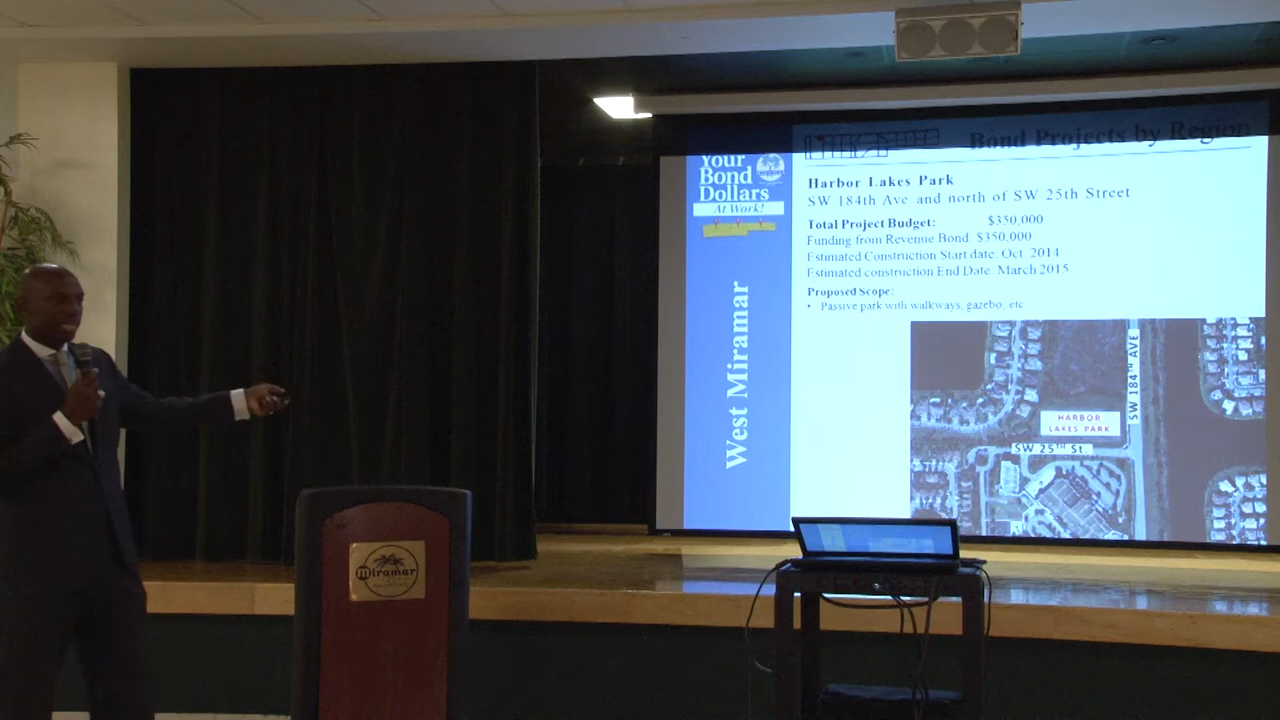 Bond Projects by Region
Your
Bond
Dollars
At Work!
West Miramar
Harbor Lakes Park
SW 184th Ave and north of SW 25th Street
Total Project Budget: $350,000
Funding from Revenue Bond: $350,000
Estimated Construction Start date: Oct. 2014
Estimated construction End Date: March 2015
Proposed Scope:
• Passive park with walkways, gazebo, etc
SW 184TH AVE
HARBOR
LAKES PARK
SW 25TH St.
Miramar